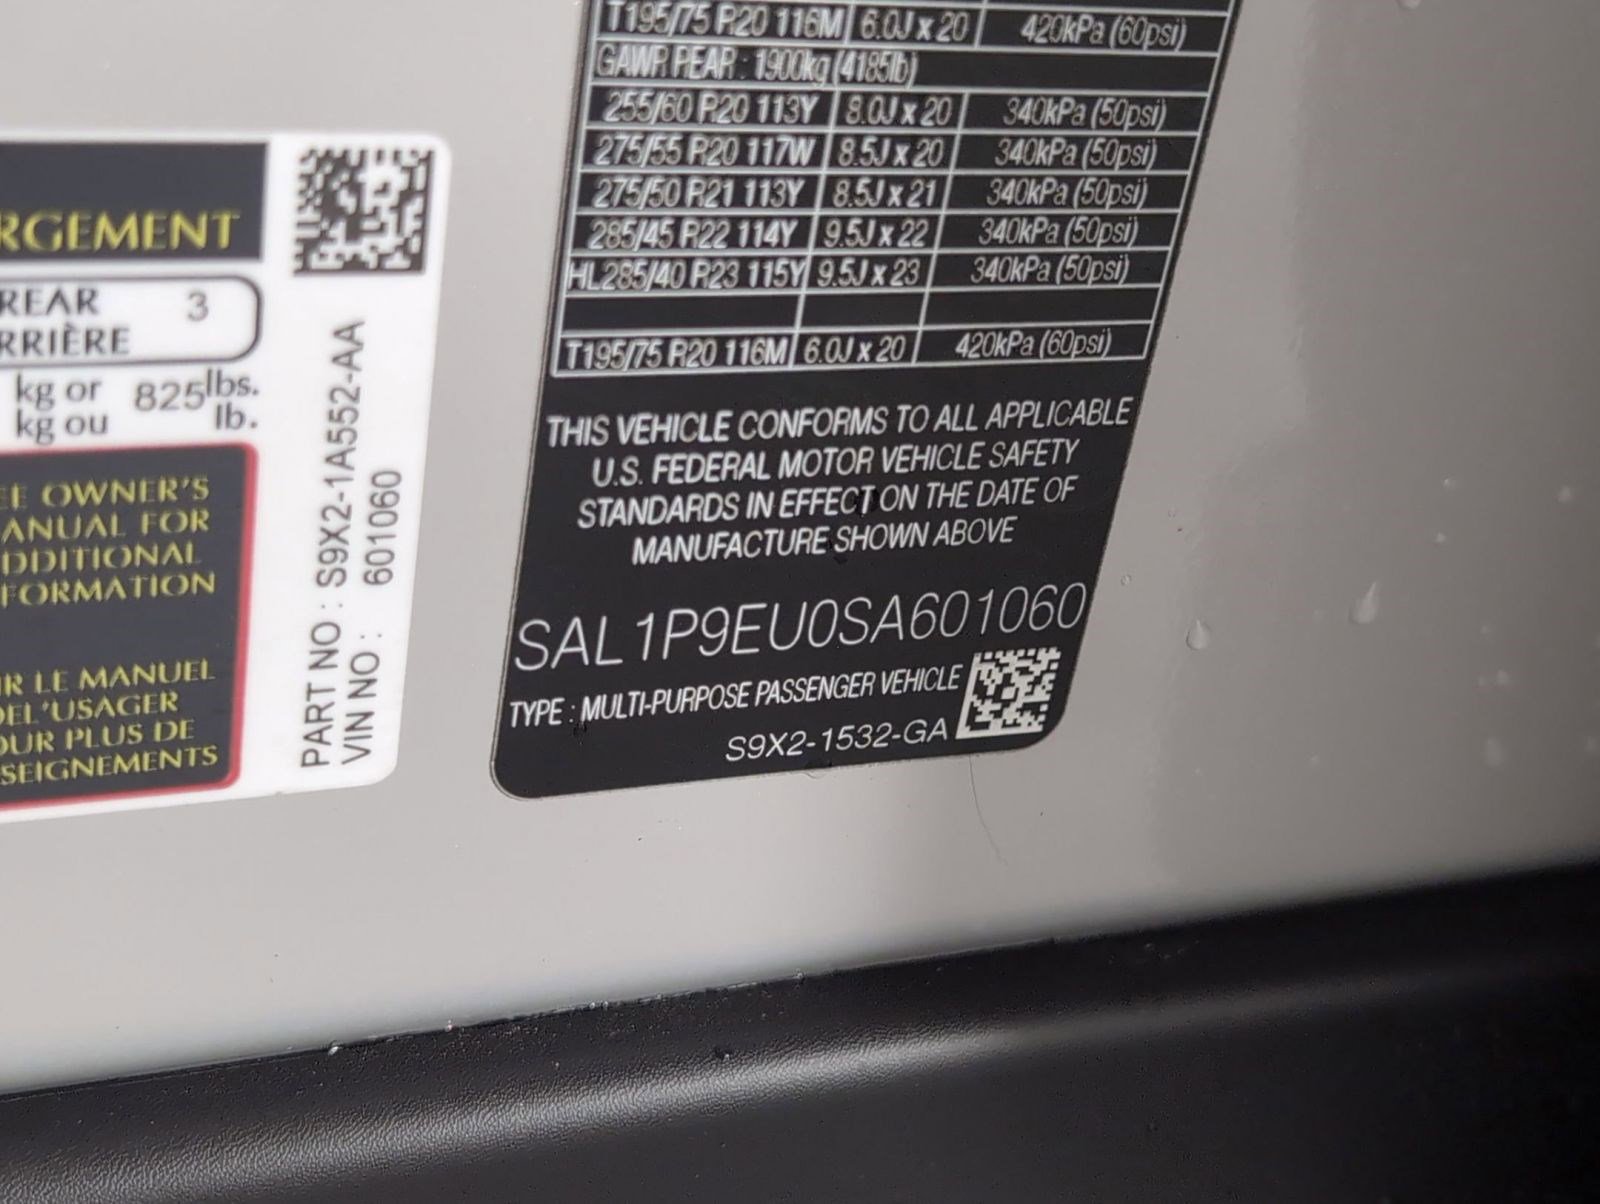 RGEMENT
REAR 3
RRIÈRE
kg or 825 lbs.
kg ou lb.
EE OWNER'S
ANUAL FOR
DDITIONAL
FORMATION
IR LE MANUEL
DEL'USAGER
OUR PLUS DE
SEIGNEMENTS
PART NO : S9X2-1A552-AA
VIN NO : 601060
T195/75 R20 116M 6.0J x 20 420kPa (60psi)
GAWR REAR : 1900kg (4185lb)
255/60 R20 113Y 8.0J x 20 340kPa (50psi)
275/55 R20 117W 8.5J x 20 340kPa (50psi)
275/50 R21 113Y 8.5J x 21 340kPa (50psi)
285/45 R22 114Y 9.5J x 22 340kPa (50psi)
HL285/40 R23 115Y 9.5J x 23 340kPa (50psi)
T195/75 R20 116M 6.0J x 20 420kPa (60psi)
THIS VEHICLE CONFORMS TO ALL APPLICABLE
U.S. FEDERAL MOTOR VEHICLE SAFETY
STANDARDS IN EFFECT ON THE DATE OF
MANUFACTURE SHOWN ABOVE
SAL1P9EU0SA601060
TYPE : MULTI-PURPOSE PASSENGER VEHICLE
S9X2-1532-GA